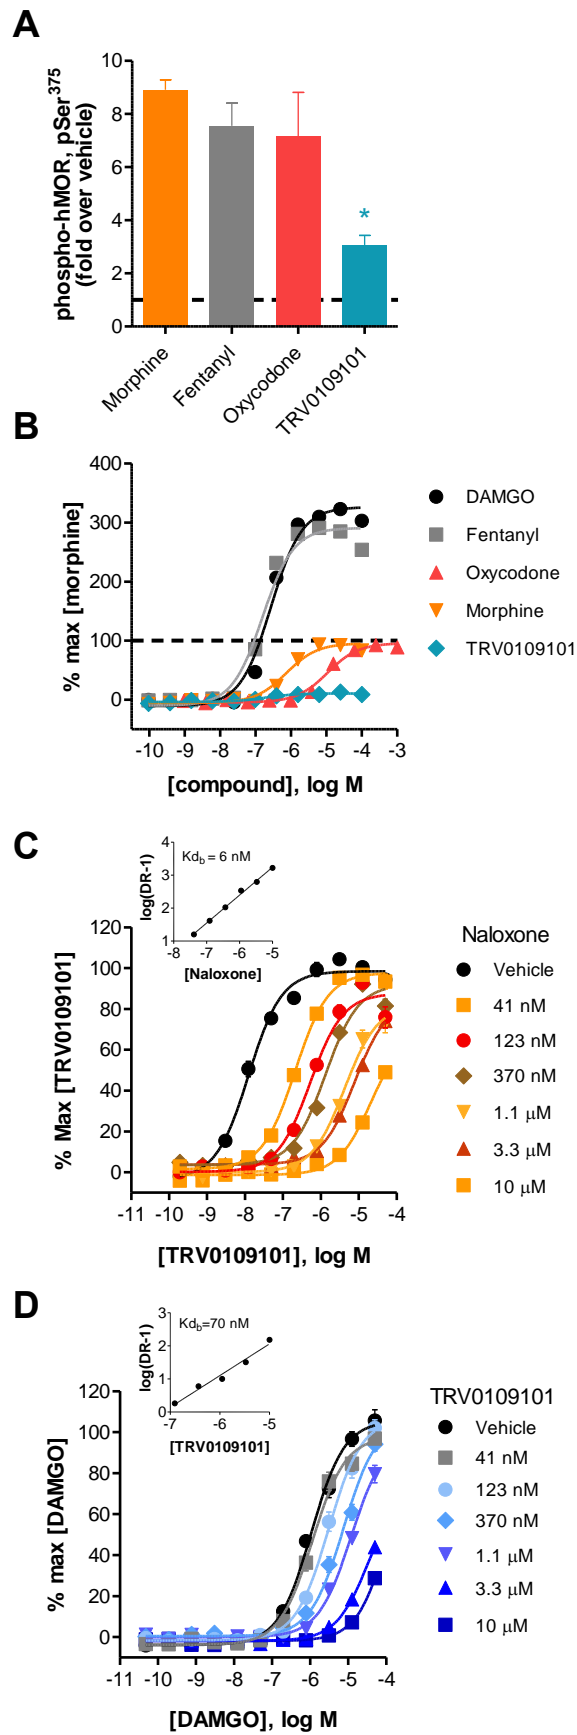 A
phospho-hMOR, pSer375
(fold over vehicle)
10
8
6
4
2
0
*
Morphine
Fentanyl
Oxycodone
TRV0109101
B
% max [morphine]
400
300
200
100
0
-10 -9 -8 -7 -6 -5 -4 -3
[compound], log M
DAMGO
Fentanyl
Oxycodone
Morphine
TRV0109101
C
log(DR-1)
4
3
2
1
Kdb = 6 nM
-8 -7 -6 -5
[Naloxone]
% Max [TRV0109101]
120
100
80
60
40
20
0
-11 -10 -9 -8 -7 -6 -5 -4
[TRV0109101], log M
Naloxone
Vehicle
41 nM
123 nM
370 nM
1.1 μM
3.3 μM
10 μM
D
log(DR-1)
3
2
1
0
Kdb=70 nM
-7 -6 -5
[TRV0109101]
% max [DAMGO]
120
100
80
60
40
20
0
-11 -10 -9 -8 -7 -6 -5 -4
[DAMGO], log M
TRV0109101
Vehicle
41 nM
123 nM
370 nM
1.1 μM
3.3 μM
10 μM